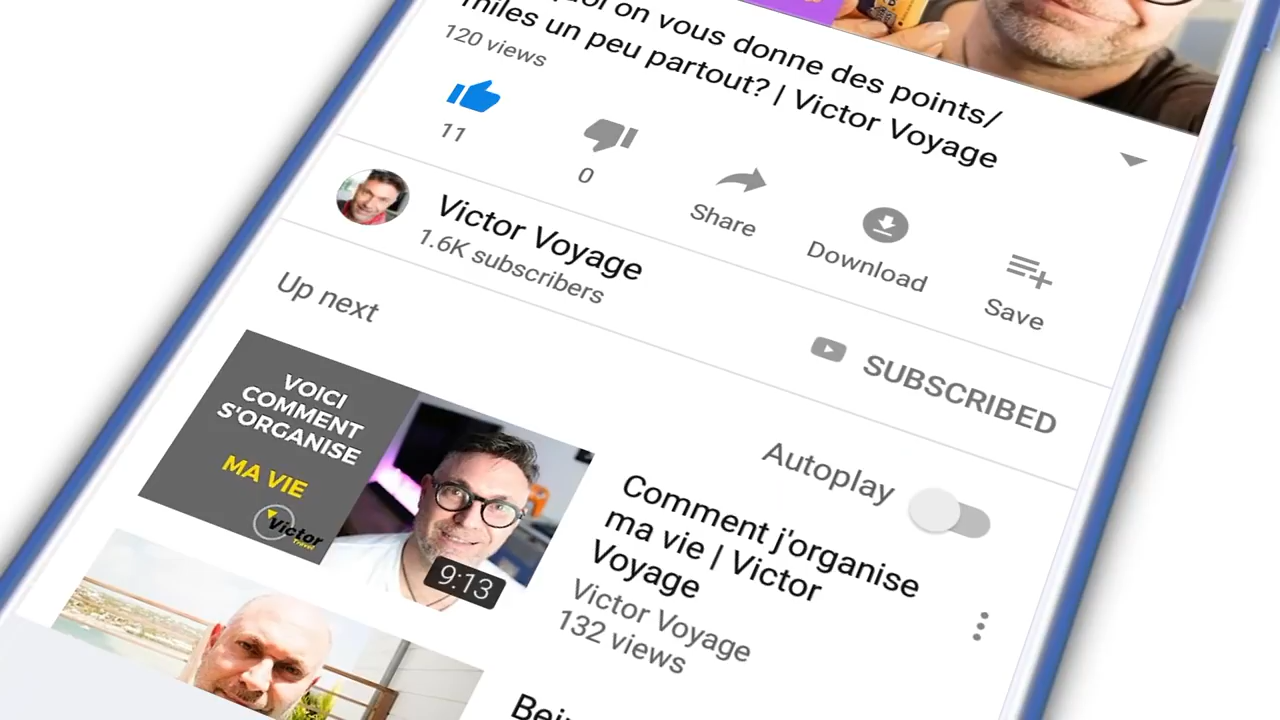 on vous donne des points/
miles un peu partout? | Victor Voyage
120 views
11
0
Share
Download
Save
Victor Voyage
1.6K subscribers
SUBSCRIBED
Up next
Autoplay
VOICI
COMMENT
S'ORGANISE
MA VIE
Victor
Travel
9:13
Comment j'organise
ma vie | Victor
Voyage
Victor Voyage
132 views